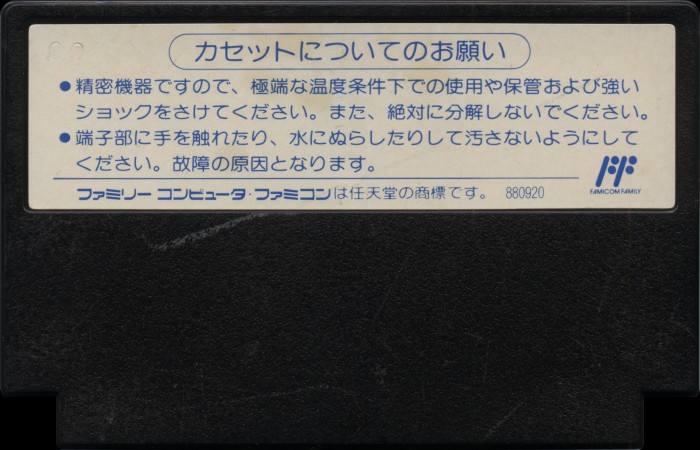 カセットについてのお願い
●精密機器ですので、極端な温度条件下での使用や保管および強い
ショックをさけてください。また、絶対に分解しないでください。
●端子部に手を触れたり、水にぬらしたりして汚さないようにして
ください。故障の原因となります。
FAMICOM FAMILY
ファミリー コンピュータ・ファミコンは任天堂の商標です。 880920